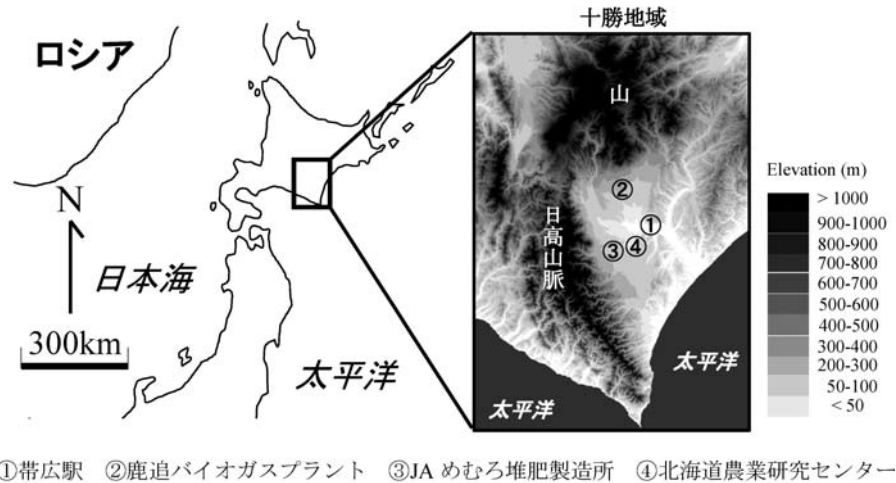 十勝地域
ロシア
山
N
日本海
300km
太平洋
日高山脈
②
①
④
③
太平洋
太平洋
Elevation (m)
> 1000
900-1000
800-900
700-800
600-700
500-600
400-500
300-400
200-300
50-100
< 50
①帯広駅 ②鹿追バイオガスプラント ③JA めむろ堆肥製造所 ④北海道農業研究センター